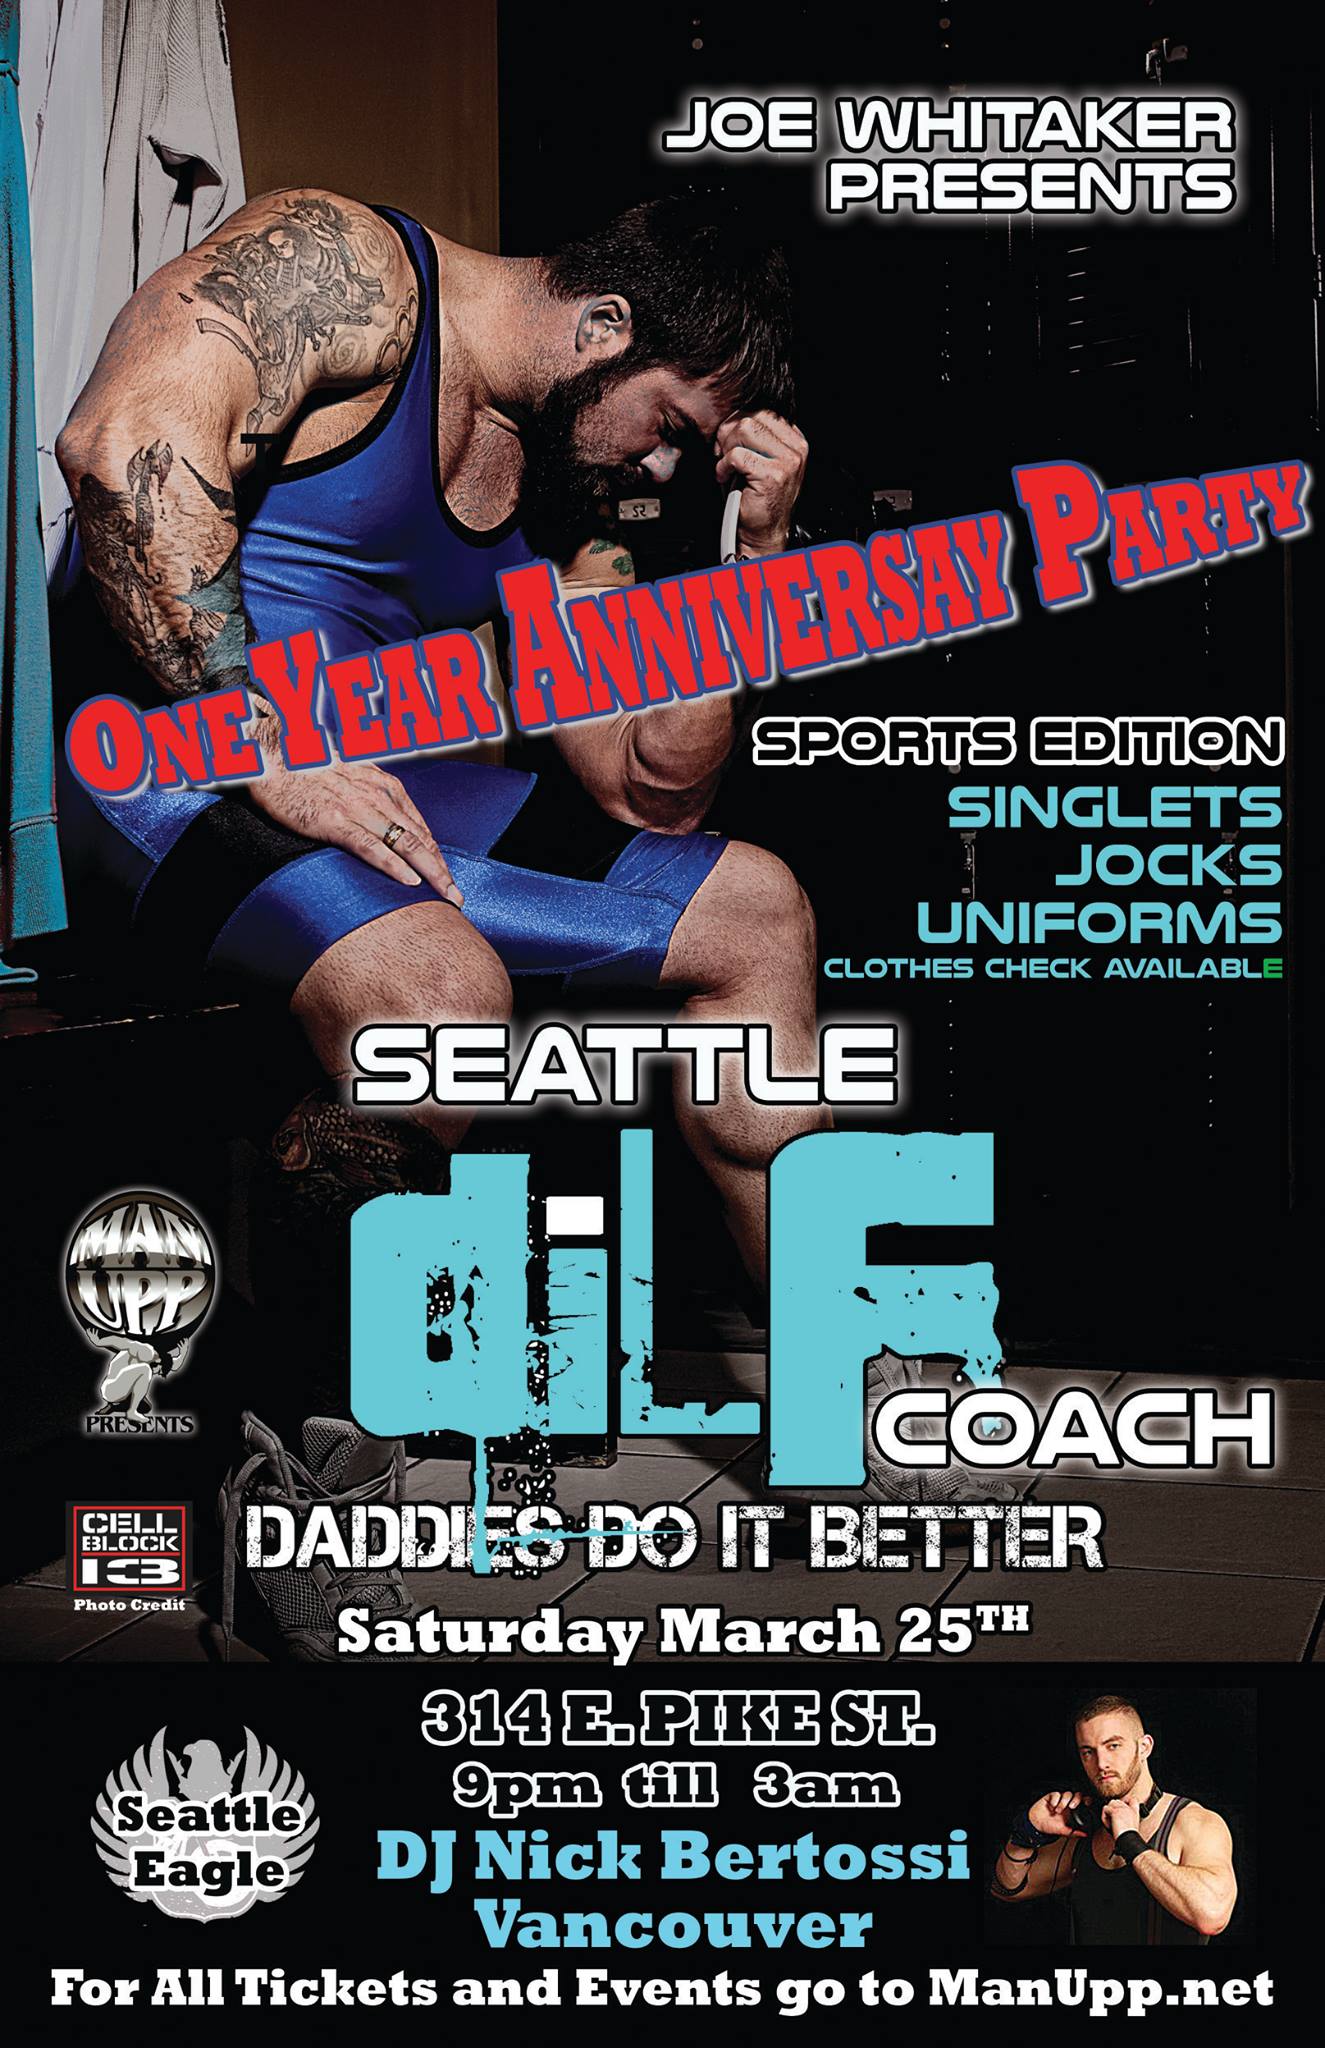 JOE WHITAKER
PRESENTS
ONE YEAR ANNIVERSAY PARTY
SPORTS EDITION
SINGLETS
JOCKS
UNIFORMS
CLOTHES CHECK AVAILABLE
SEATTLE
diLF
COACH
MAN
UPP
PRESENTS
DADDIES DO IT BETTER
CELL
BLOCK
13
Photo Credit
Saturday March 25TH
314 E. PIKE ST.
9pm till 3am
Seattle
Eagle
DJ Nick Bertossi
Vancouver
For All Tickets and Events go to ManUpp.net